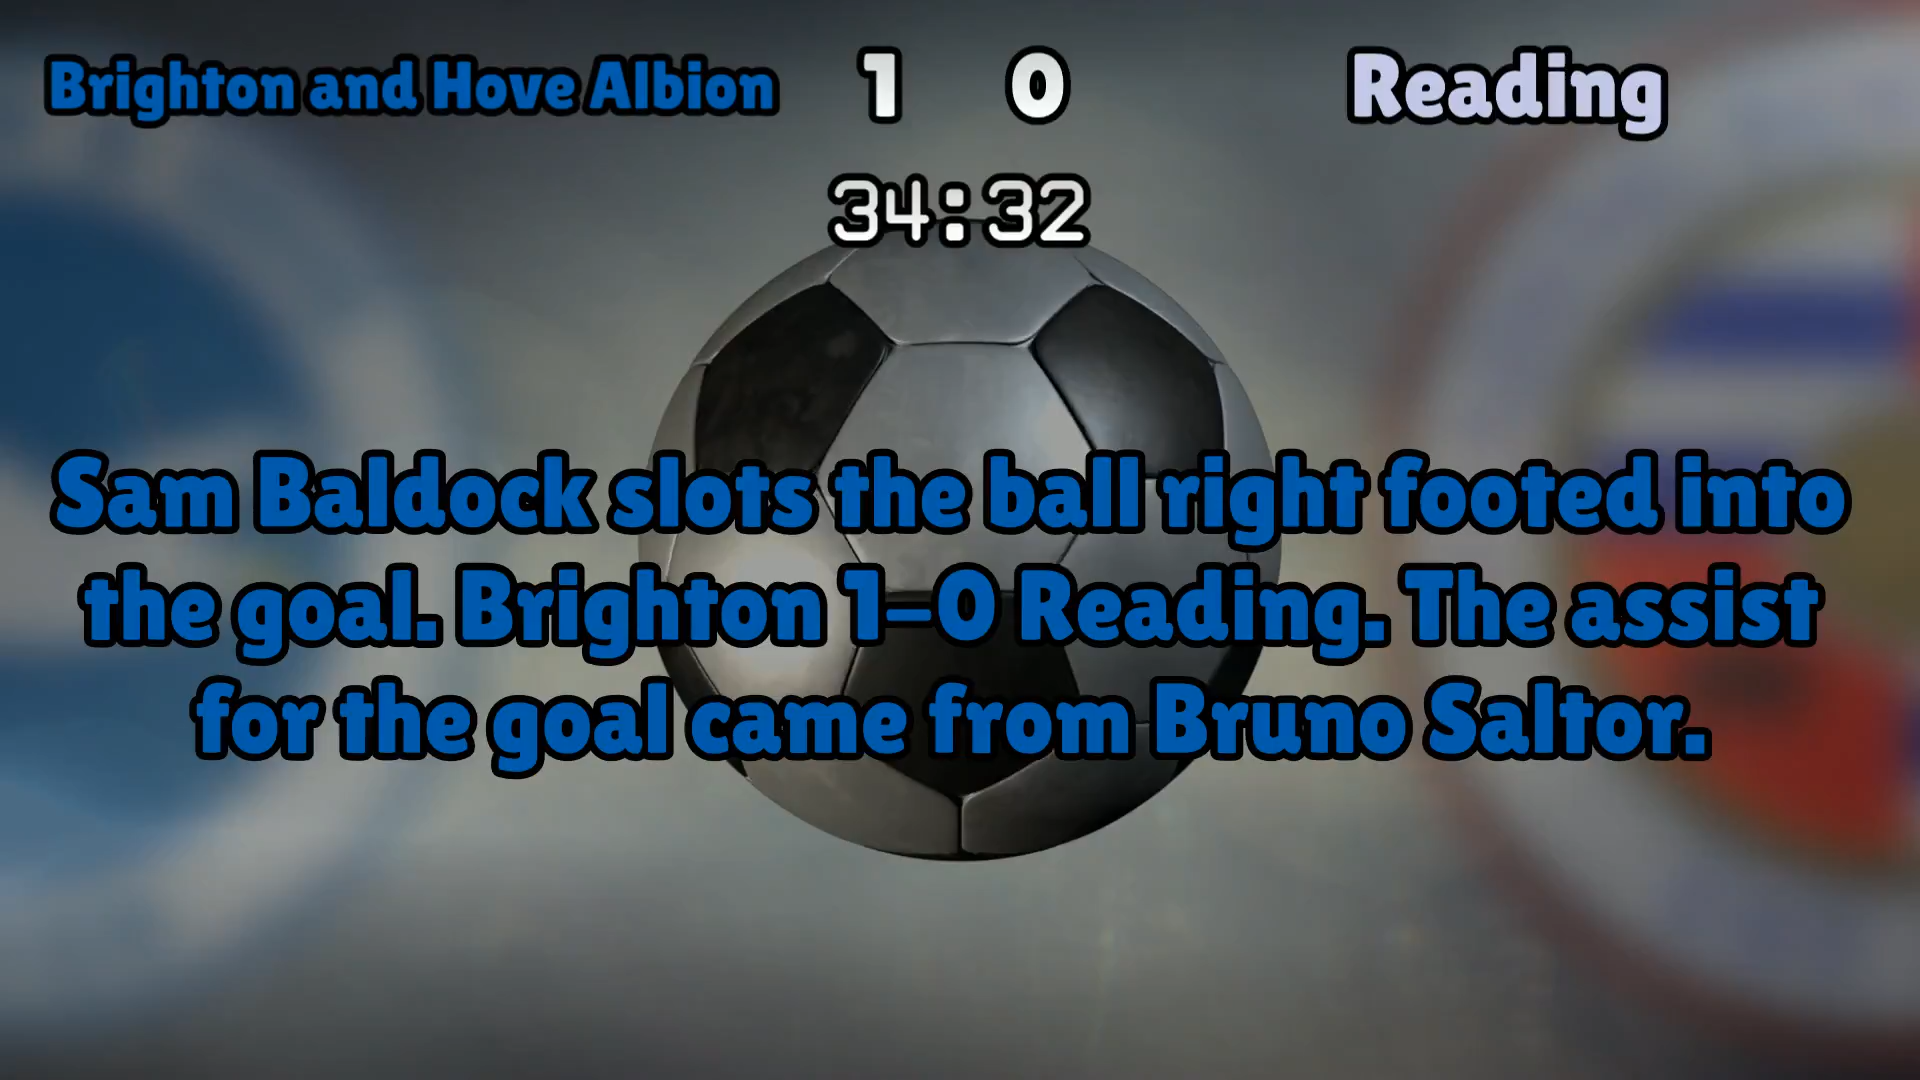 Brighton and Hove Albion 1 0 Reading
34:32
Sam Baldock slots the ball right footed into
the goal. Brighton 1-0 Reading. The assist
for the goal came from Bruno Saltor.